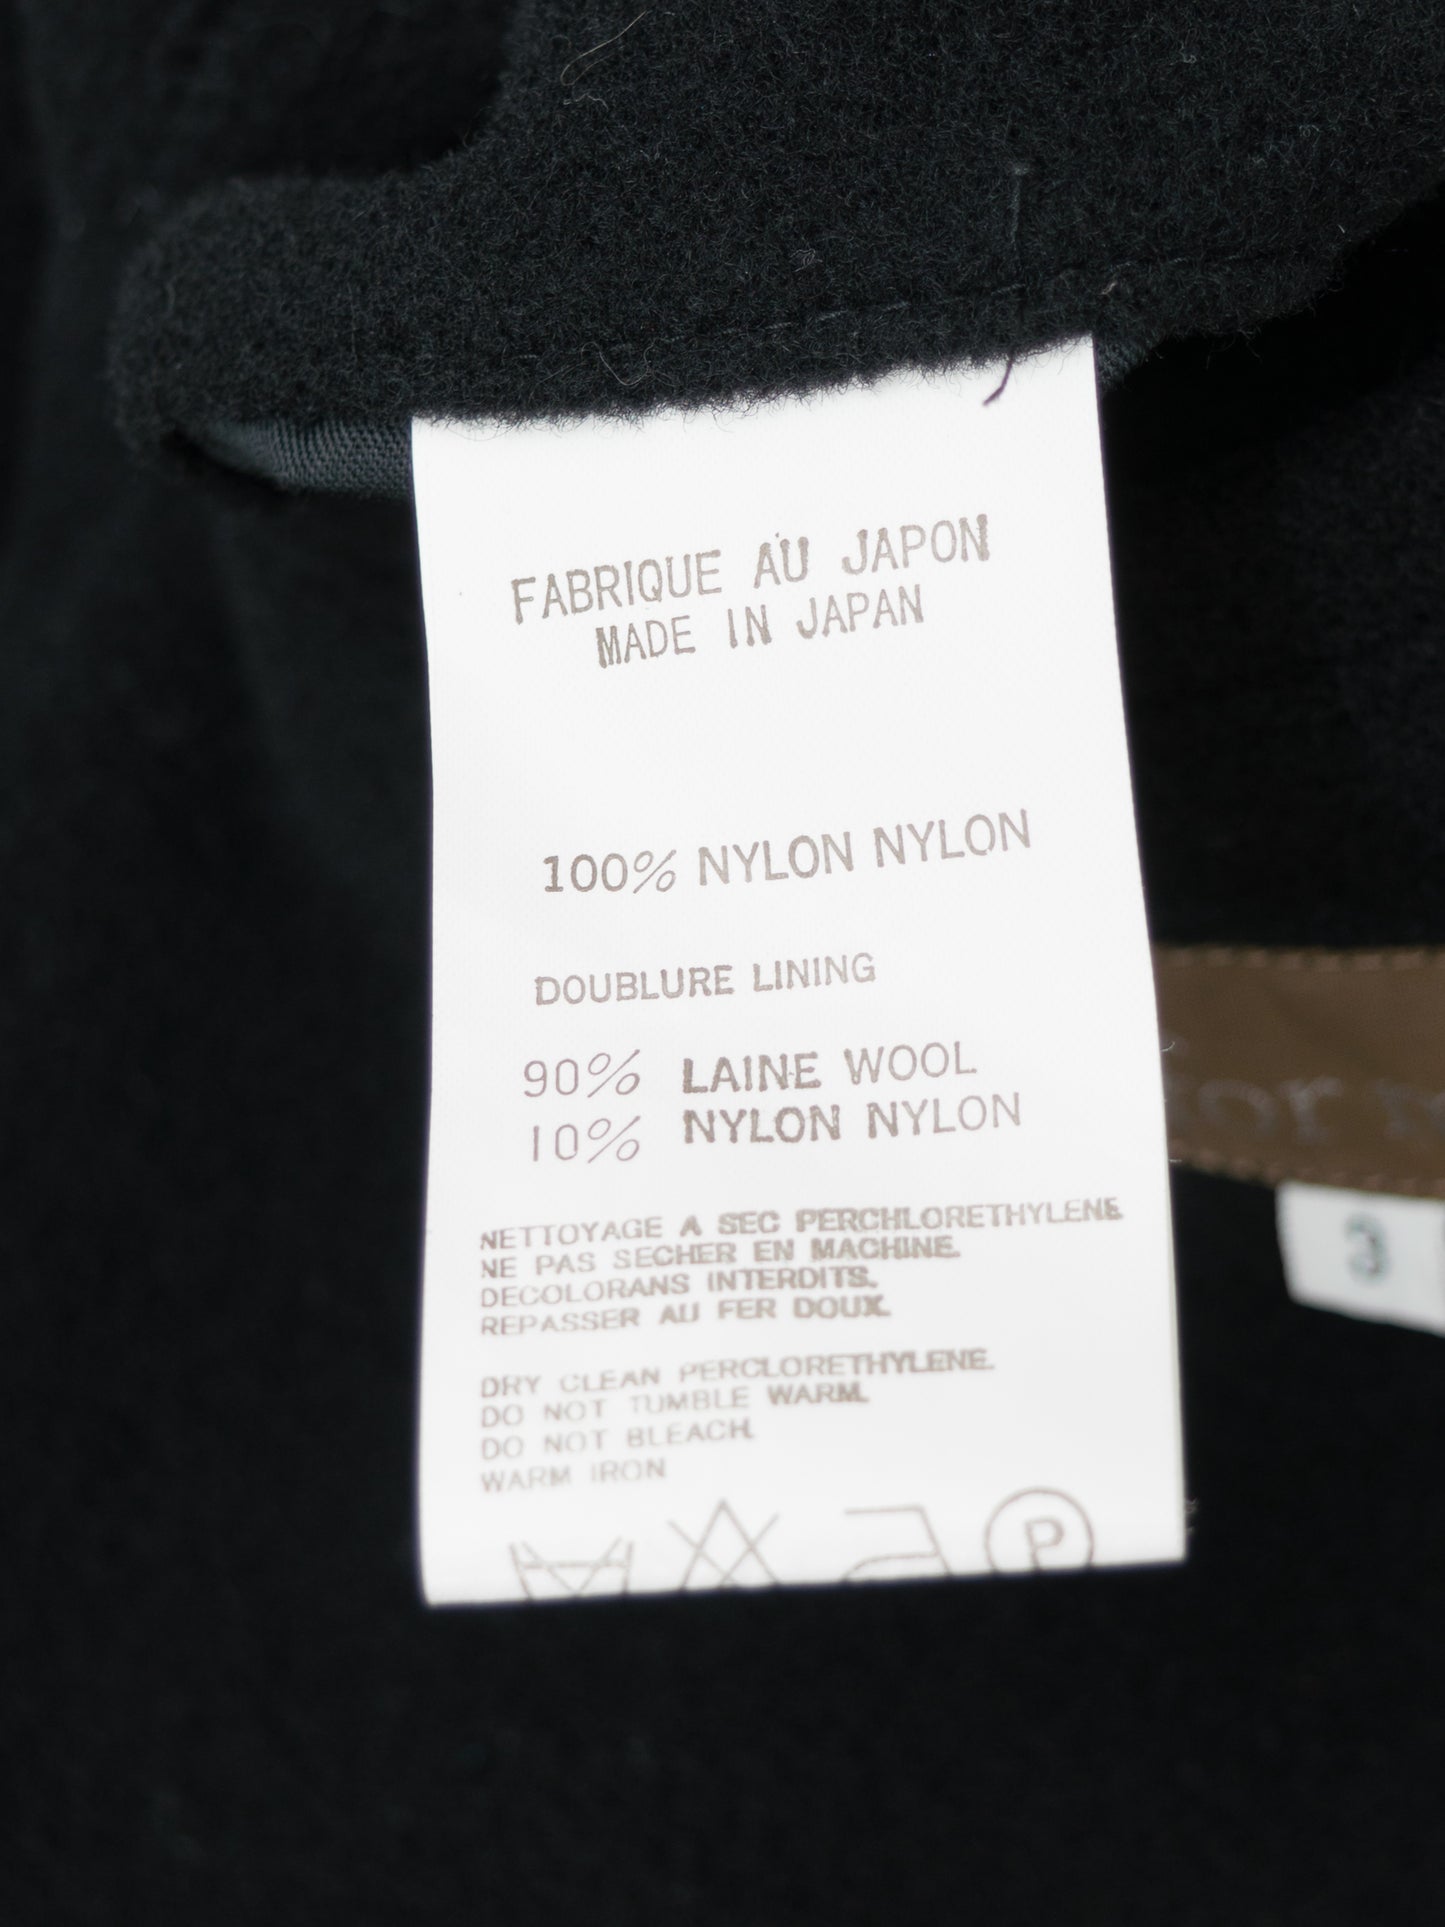 FABRIQUE AU JAPON
MADE IN JAPAN
100% NYLON NYLON
DOUBLURE LINING
90% LAINE WOOL
10% NYLON NYLON
NETTOYAGE A SEC PERCHLORETHYLENE
NE PAS SECHER EN MACHINE.
DECOLORANS INTERDITS.
REPASSER AU FER DOUX.
DRY CLEAN PERCLORETHYLENE.
DO NOT TUMBLE WARM.
DO NOT BLEACH.
WARM IRON
P
3